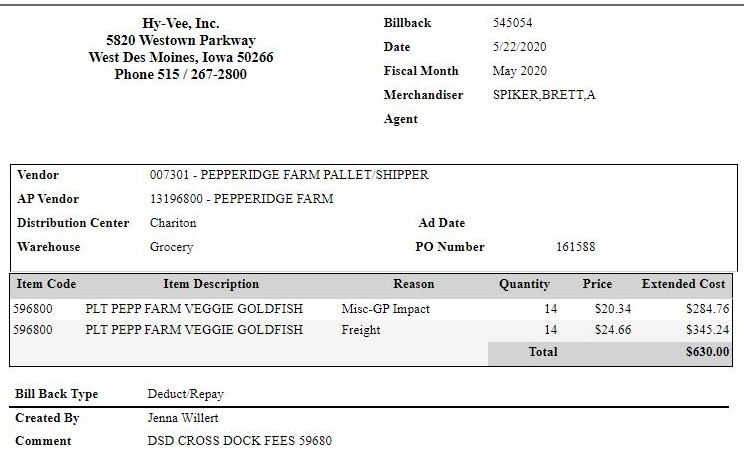 Hy-Vee, Inc.
5820 Westown Parkway
West Des Moines, Iowa 50266
Phone 515 / 267-2800
Billback 545054
Date 5/22/2020
Fiscal Month May 2020
Merchandiser SPIKER,BRETT,A
Agent
Vendor 007301 - PEPPERIDGE FARM PALLET/SHIPPER
AP Vendor 13196800 - PEPPERIDGE FARM
Distribution Center Chariton Ad Date
Warehouse Grocery PO Number 161588
Item Code Item Description Reason Quantity Price Extended Cost
596800 PLT PEPP FARM VEGGIE GOLDFISH Misc-GP Impact 14 $20.34 $284.76
596800 PLT PEPP FARM VEGGIE GOLDFISH Freight 14 $24.66 $345.24
Total $630.00
Bill Back Type Deduct/Repay
Created By Jenna Willert
Comment DSD CROSS DOCK FEES 59680